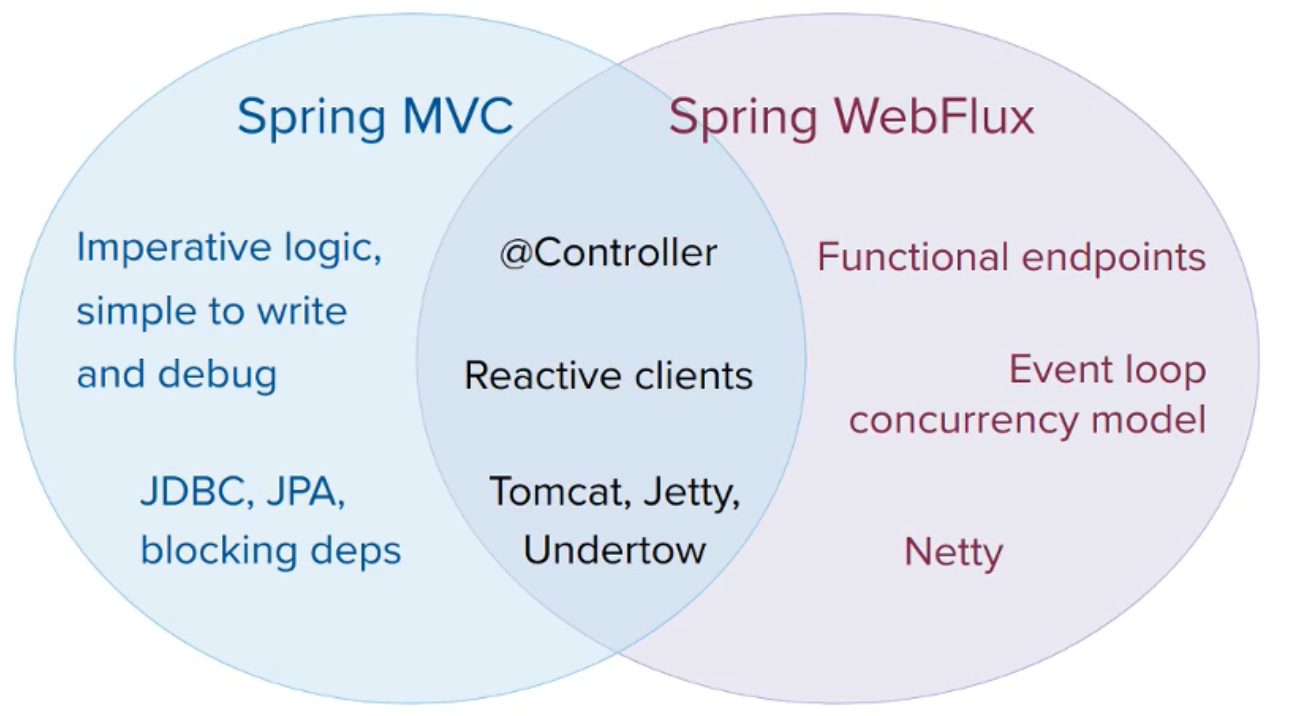 Spring MVC
Spring WebFlux
Imperative logic,
simple to write
and debug
JDBC, JPA,
blocking deps
@Controller
Reactive clients
Tomcat, Jetty,
Undertow
Functional endpoints
Event loop
concurrency model
Netty